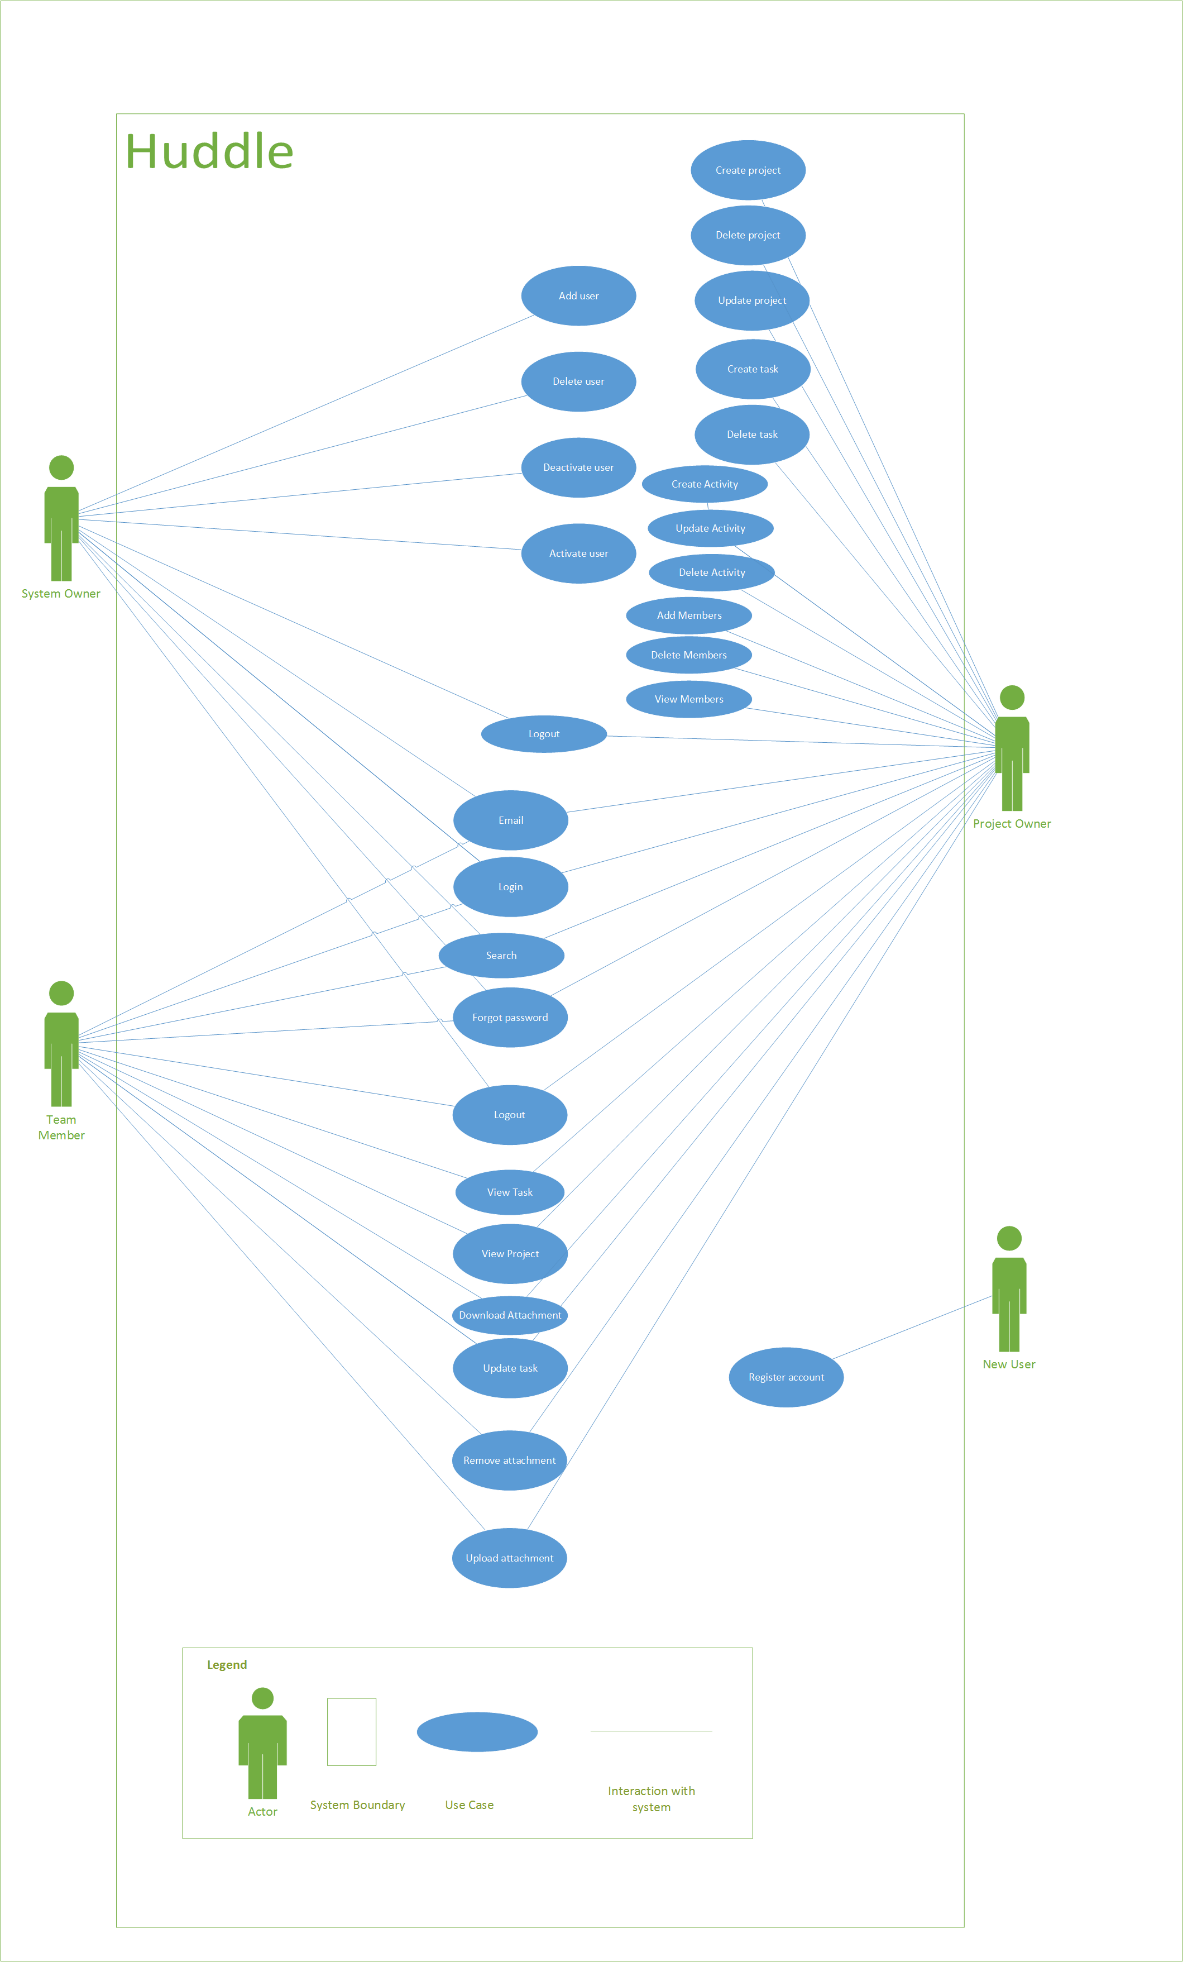 Huddle
Create project
Delete project
Add user
Update project
Create task
Delete user
Delete task
Deactivate user
Create Activity
Update Activity
Activate user
Delete Activity
System Owner
Add Members
Delete Members
View Members
Logout
Email
Project Owner
Login
Search
Forgot password
Logout
Team
Member
View Task
View Project
Download Attachment
Update task
New User
Register account
Remove attachment
Upload attachment
Legend
Actor
System Boundary
Use Case
Interaction with
system